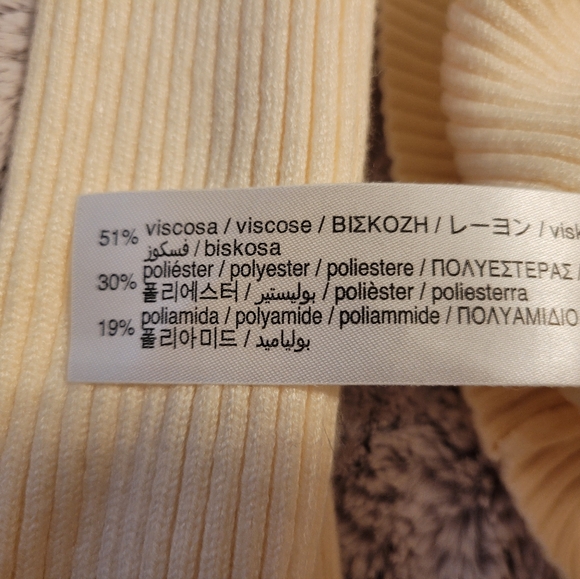 51% viscosa / viscose / ΒΙΣΚΟΖΗ / レーヨン / visk
فسكوز / biskosa
30% poliéster / polyester / poliestere / ΠΟΛΥΕΣΤΕΡΑΣ /
폴리에스터 / بوليستير / polièster / poliesterra
19% poliamida / polyamide / poliammide / ΠΟΛΥΑΜΙΔΙΟ
폴리아미드 / بولياميد